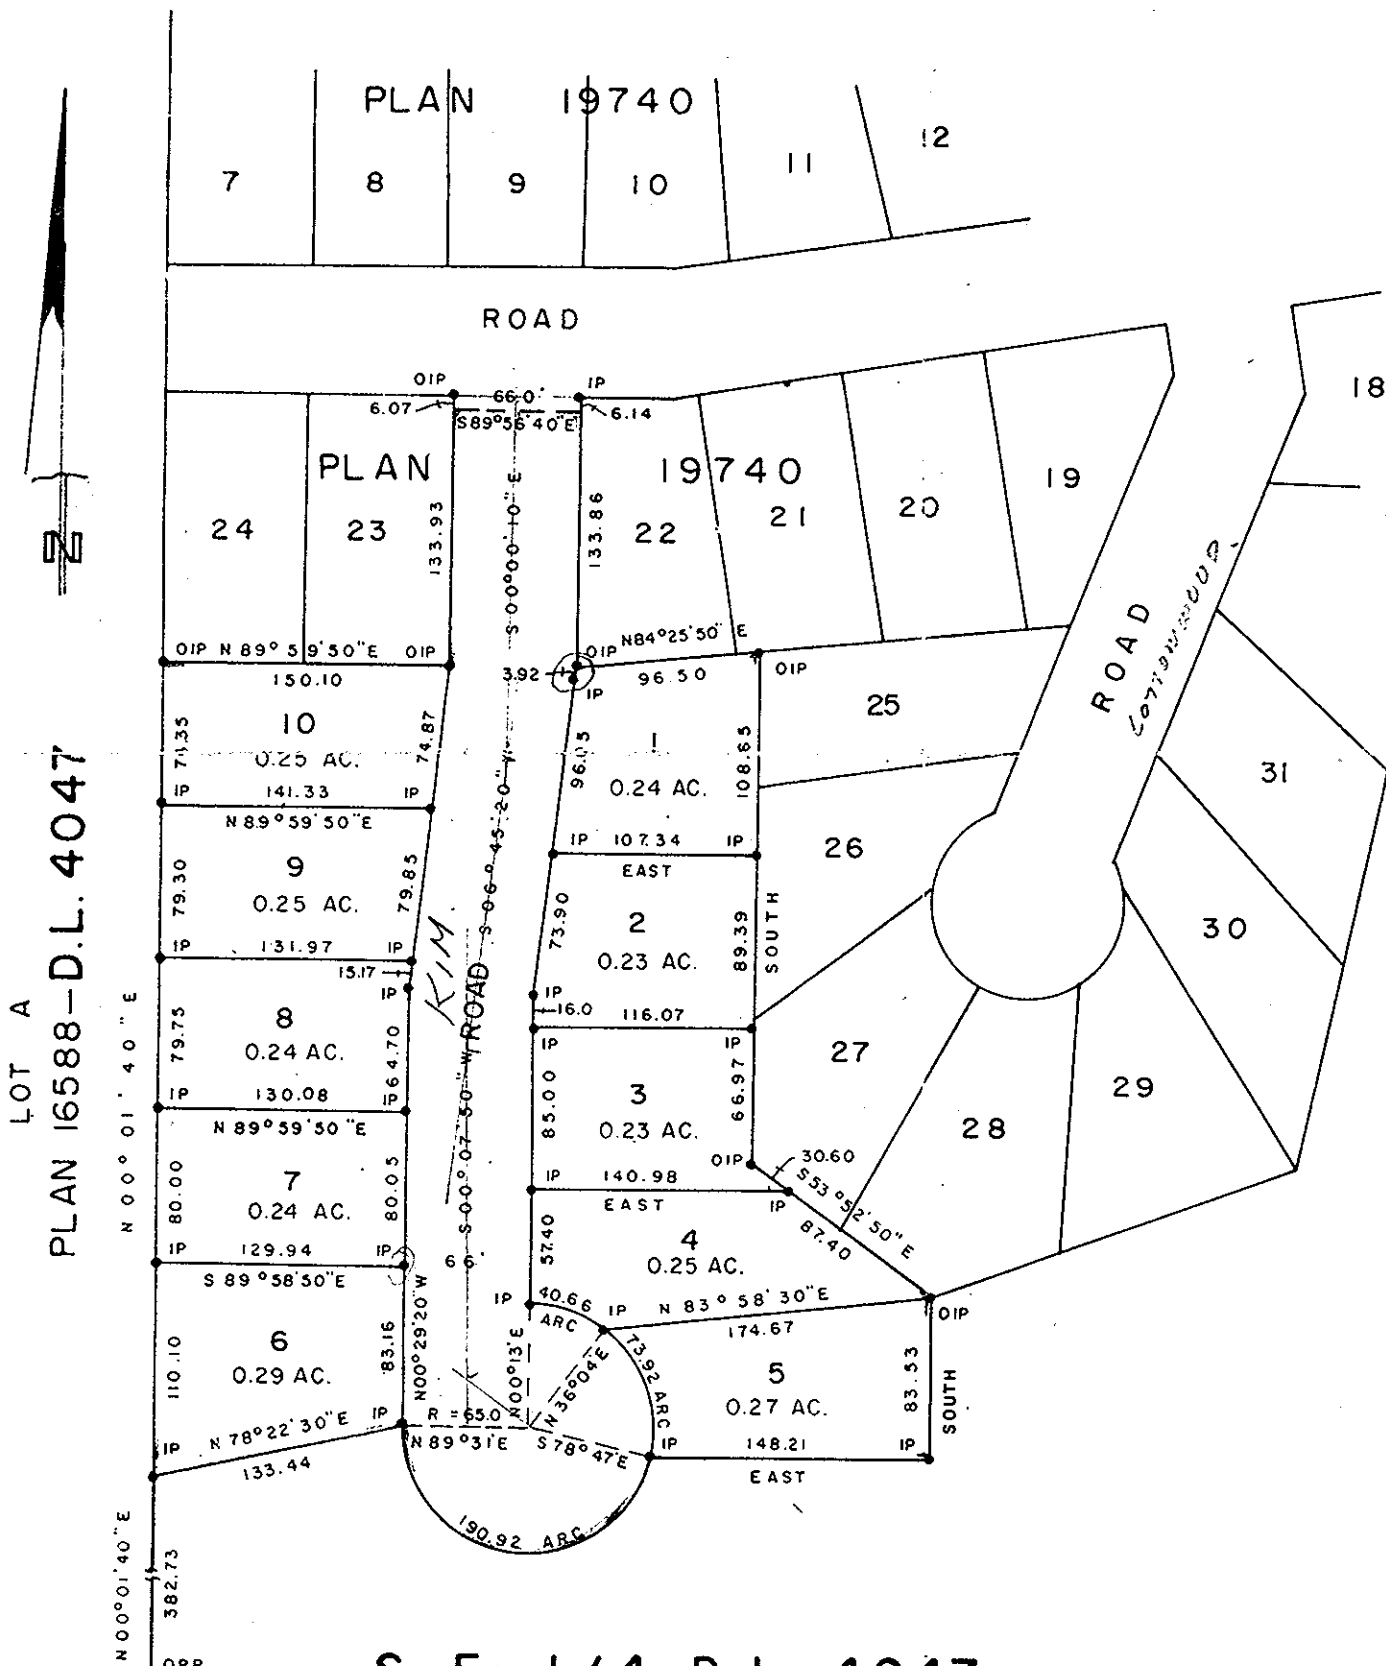 PLAN 19740
7 8 9 10 11 12
ROAD
18
OIP IP
66.0'
6.07 6.14
S 89°56'40"E
PLAN 19740
24 23 22 21 20 19
133.93
S 00°00'10"E
133.86
N
OIP N 89° 59'50"E OIP
150.10
3.92
OIP N84°25'50" E
IP 96.50 OIP
25
ROAD
COTTONWOOD
10
0.25 AC.
74.87
IP 141.33 IP
N 89°59'50"E
S 06°45'20"W
96.05
1
0.24 AC.
108.65
IP 107.34 IP
EAST
26
31
30
79.30
9
0.25 AC.
79.85
IP 131.97 IP
15.17
IP
KIM
ROAD
73.90
2
0.23 AC.
89.39
SOUTH
IP
16.0
116.07
IP IP
27
28
29
LOT A
PLAN 16588-D.L. 4047
N 00°01'40"E
79.75
8
0.24 AC.
64.70
IP 130.08 IP
N 89°59'50"E
S 00°07'50"W
85.00
3
0.23 AC.
66.97
OIP
30.60
IP 140.98 IP
EAST
S 53°52'50"E
87.40
80.00
7
0.24 AC.
80.05
IP 129.94 IP
S 89°58'50"E
66'
57.40
4
0.25 AC.
IP 40.66 ARC IP
N 83° 58' 30"E
174.67
OIP
110.10
6
0.29 AC.
83.16
N00°29'20"W
IP
N 78°22'30"E
IP
133.44
R = 65.0
N 89°31'E
N00°13'E
N 36°04'E
S 78°47'E
73.92 ARC
5
0.27 AC.
83.53
SOUTH
IP 148.21 IP
EAST
190.92 ARC
N 00°01'40"E
382.73